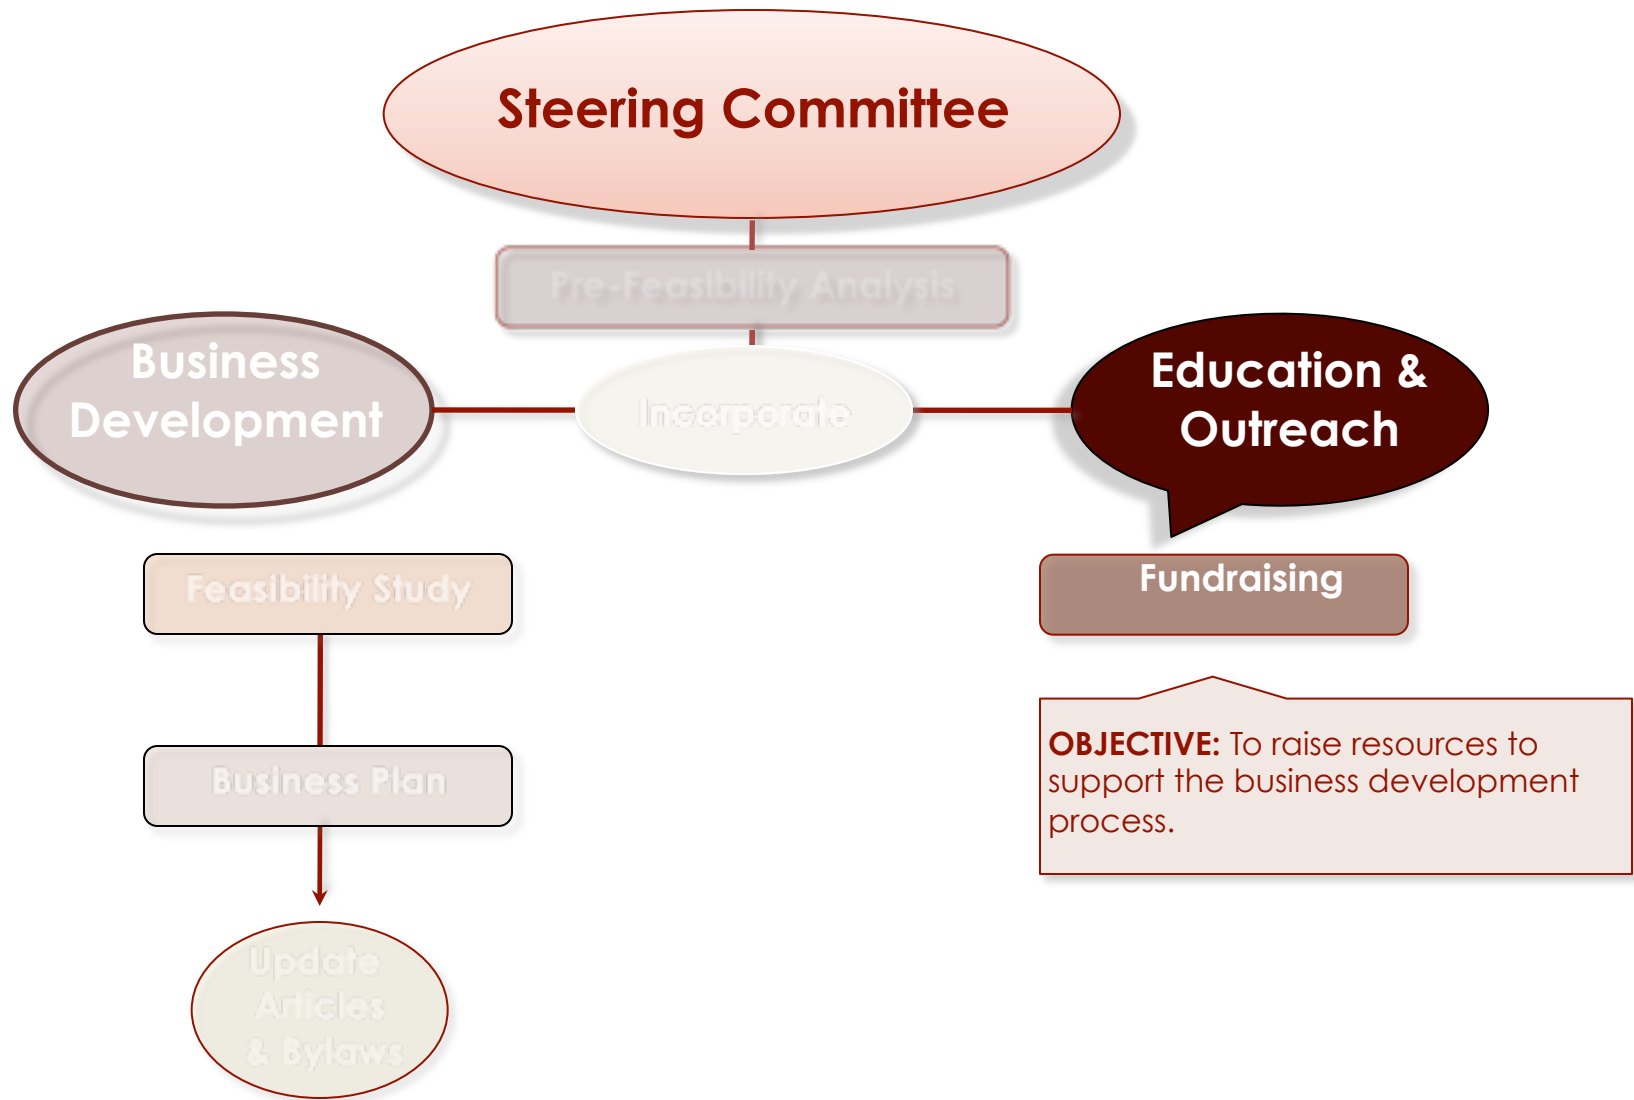 Steering Committee
Pre-Feasibility Analysis
Business
Development
Incorporate
Education &
Outreach
Feasibility Study
Fundraising
Business Plan
OBJECTIVE: To raise resources to
support the business development
process.
Update
Articles
& Bylaws